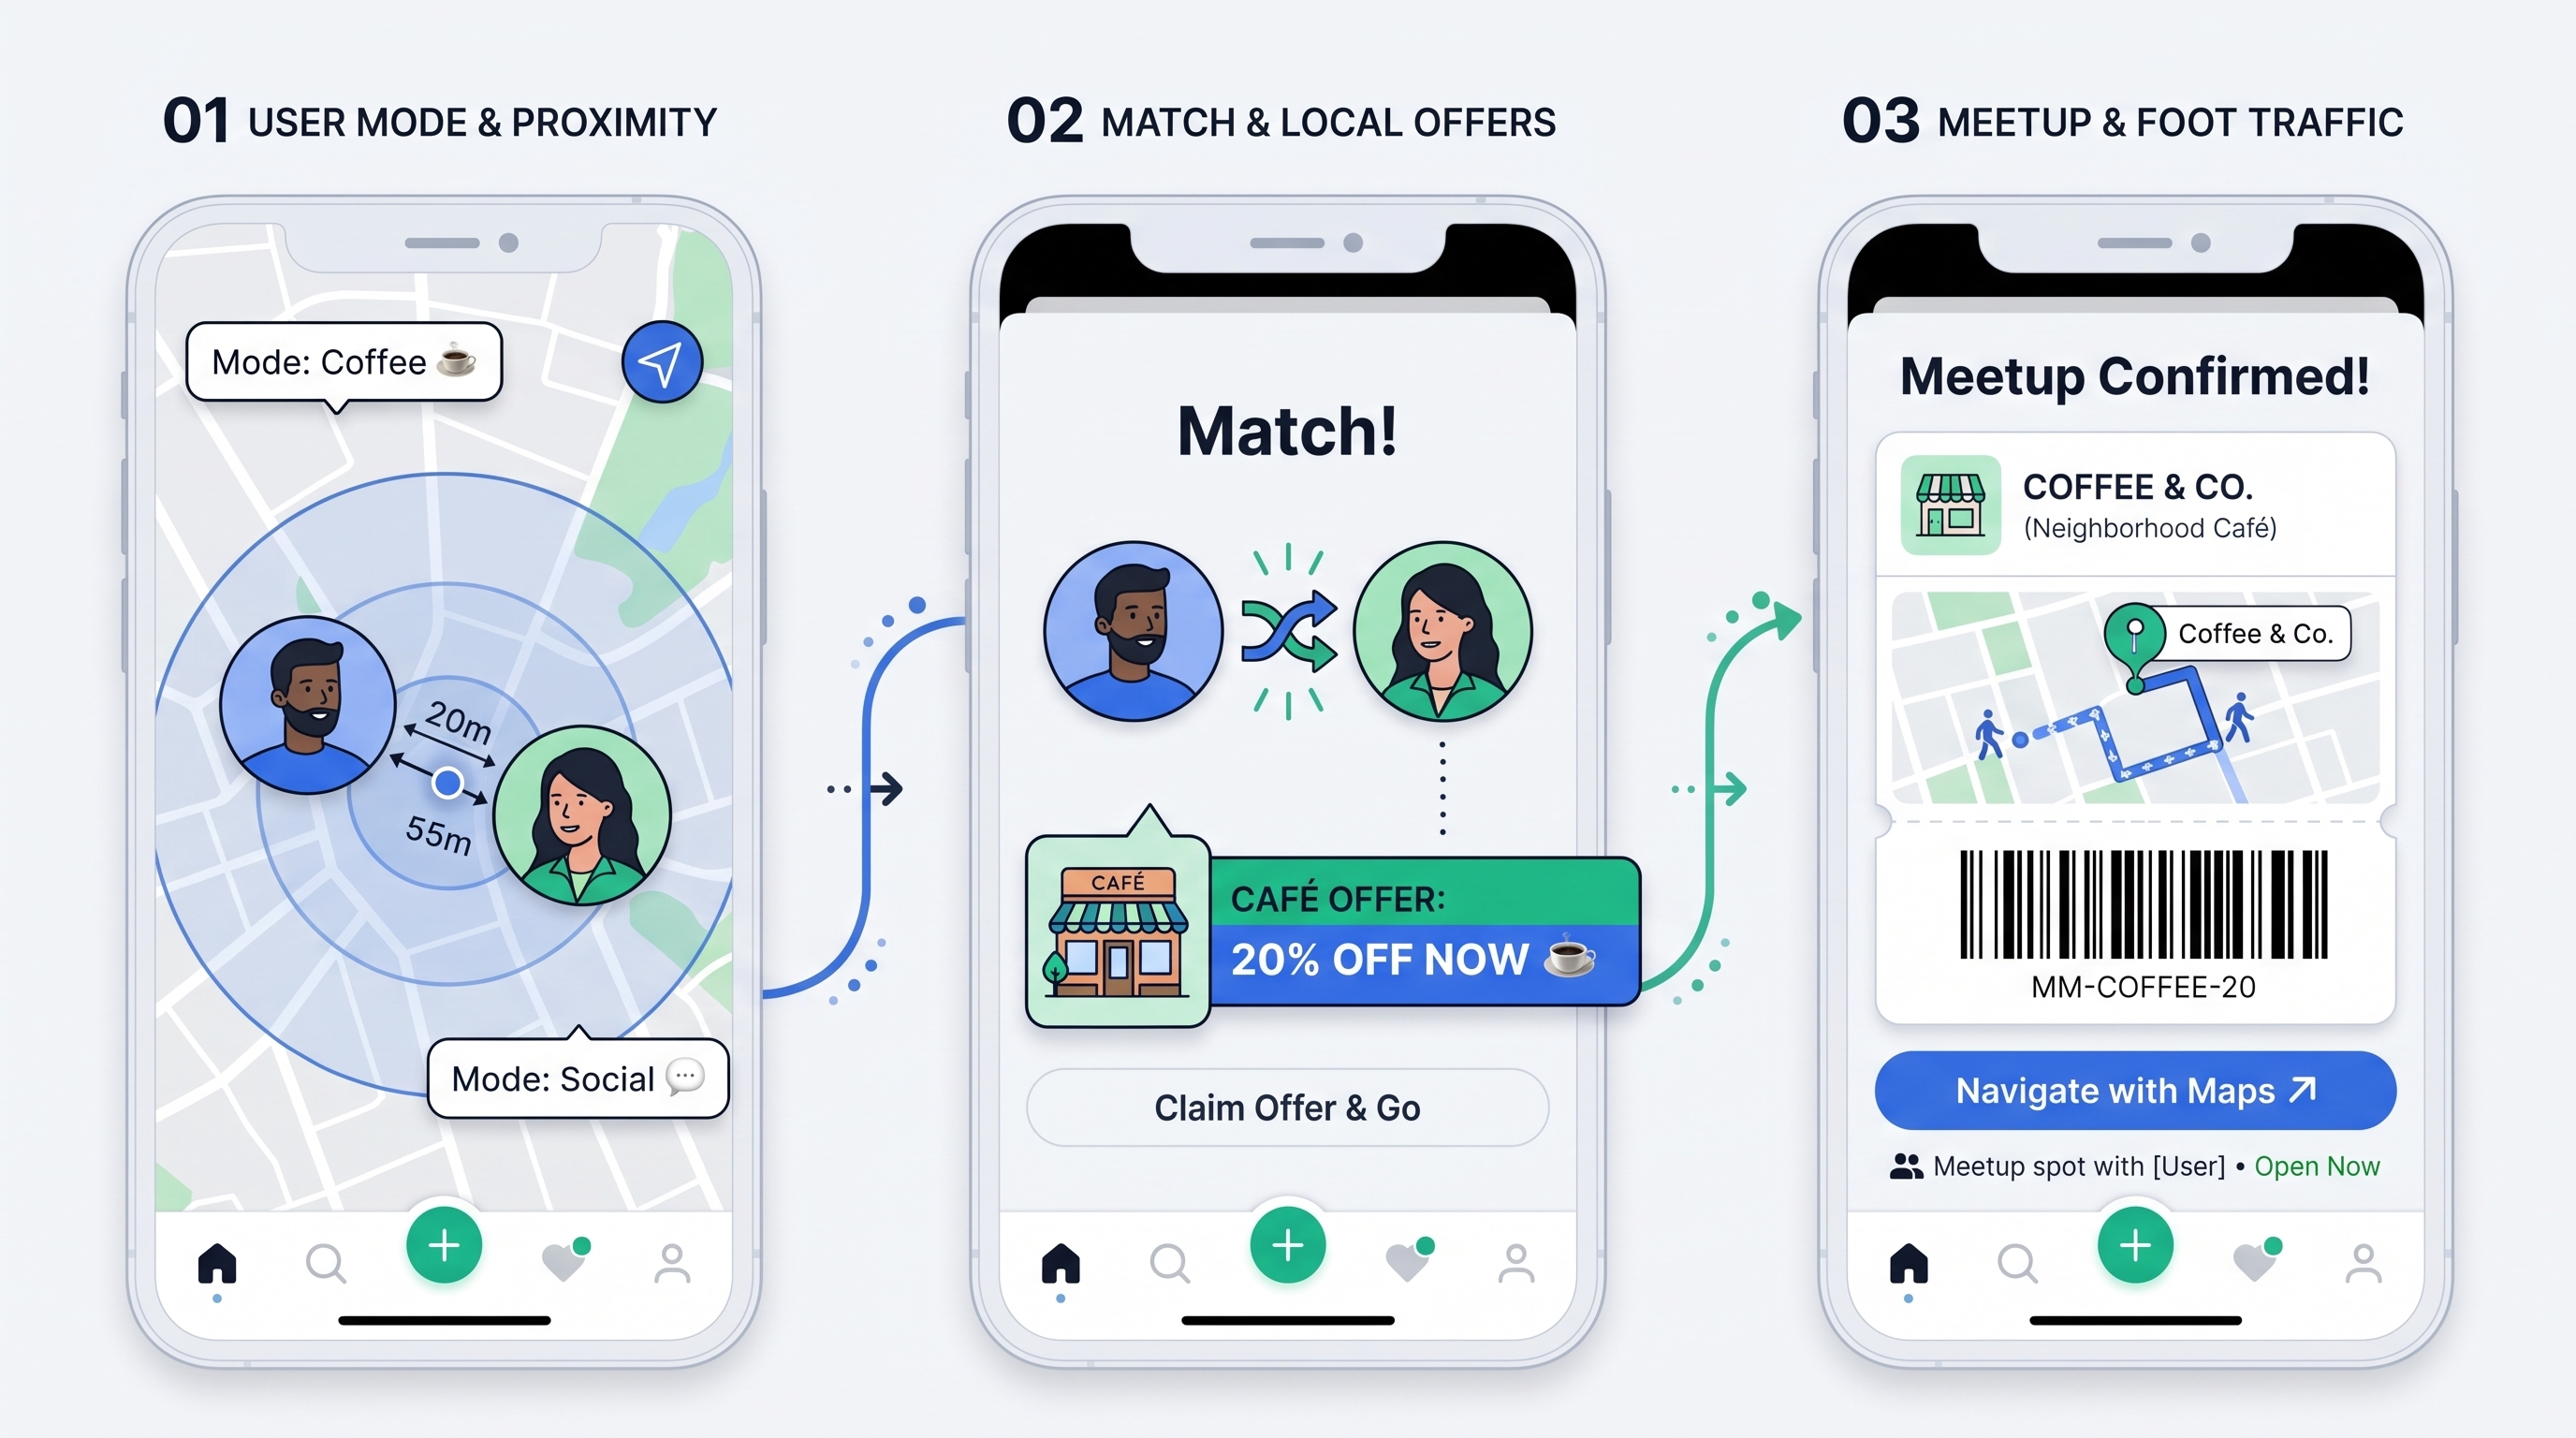 01 USER MODE & PROXIMITY
Mode: Coffee ☕
20m
55m
Mode: Social 💬
02 MATCH & LOCAL OFFERS
Match!
CAFÉ
CAFÉ OFFER:
20% OFF NOW ☕
Claim Offer & Go
03 MEETUP & FOOT TRAFFIC
Meetup Confirmed!
COFFEE & CO.
(Neighborhood Café)
Coffee & Co.
MM-COFFEE-20
Navigate with Maps ↗
Meetup spot with [User] • Open Now